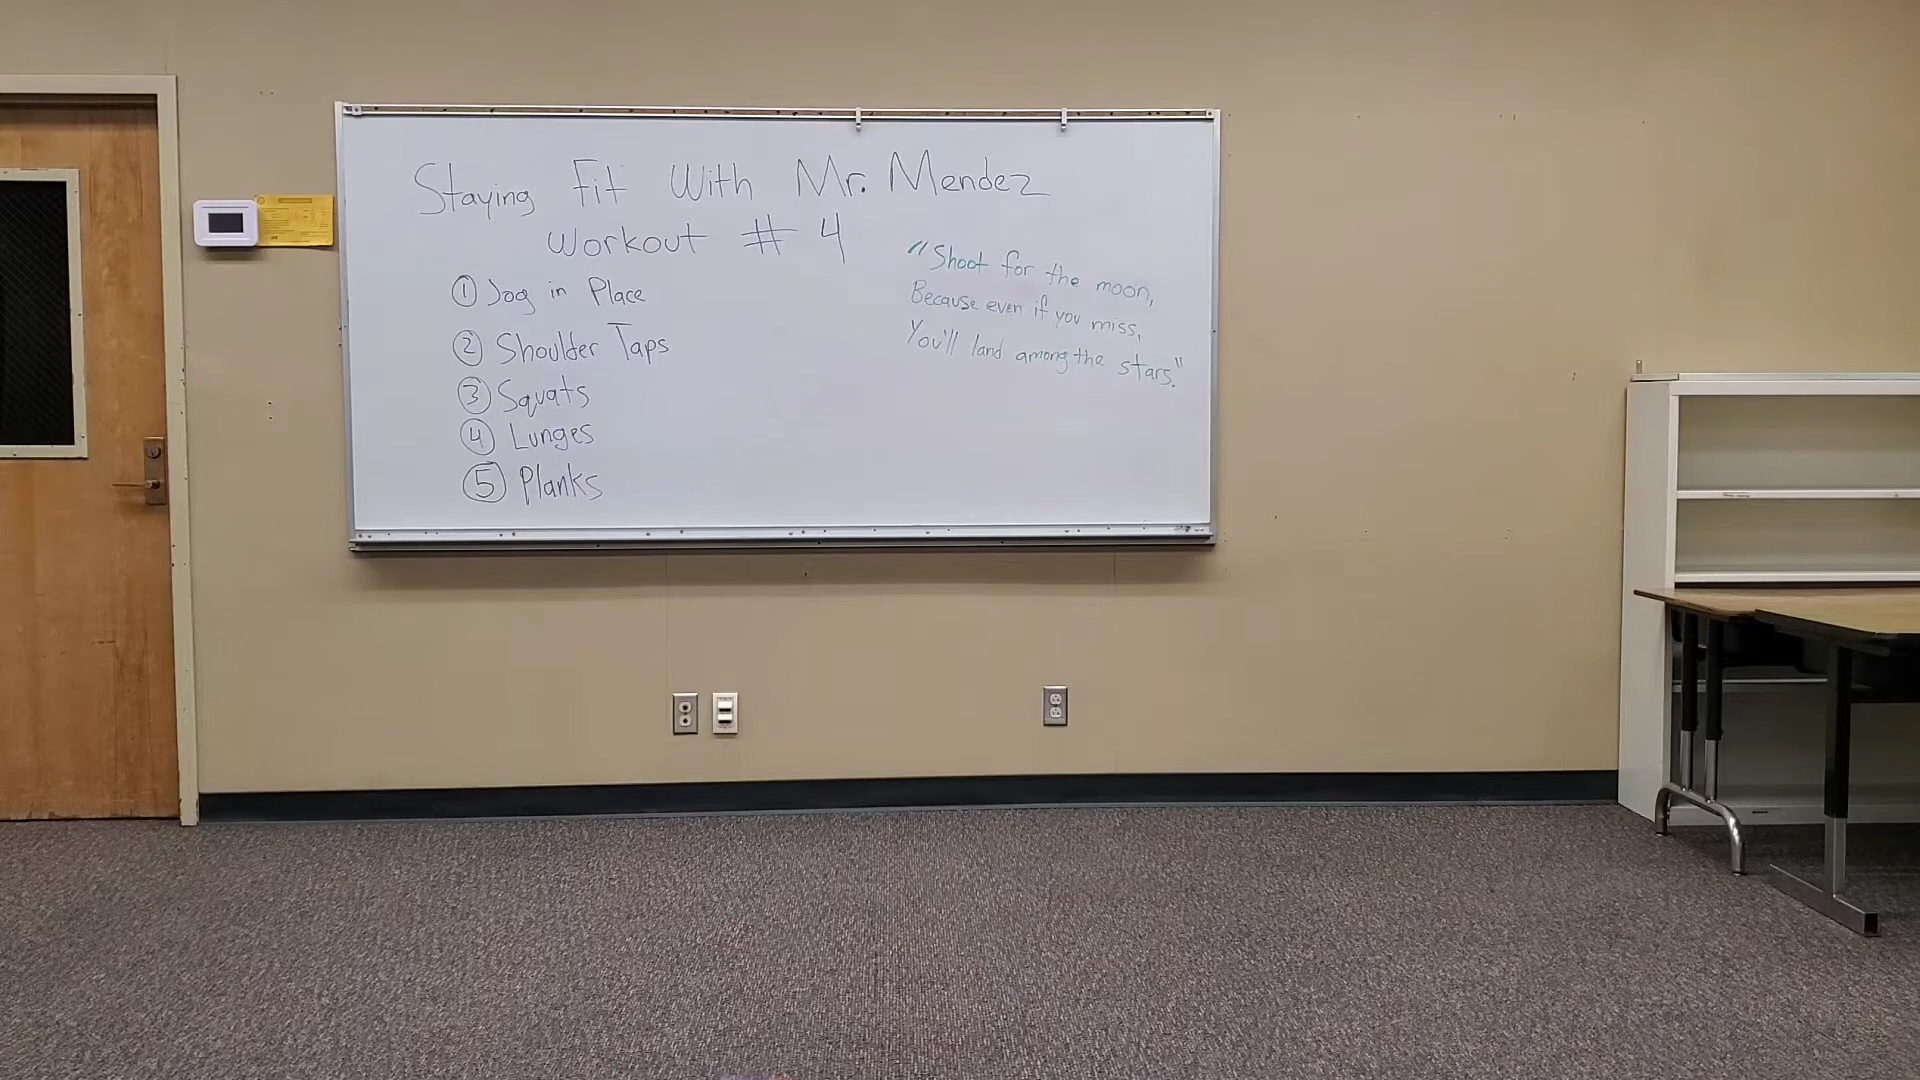 Staying Fit With Mr. Mendez
Workout # 4
① Jog in Place
② Shoulder Taps
③ Squats
④ Lunges
⑤ Planks
"Shoot for the moon,
Because even if you miss,
You'll land among the stars."